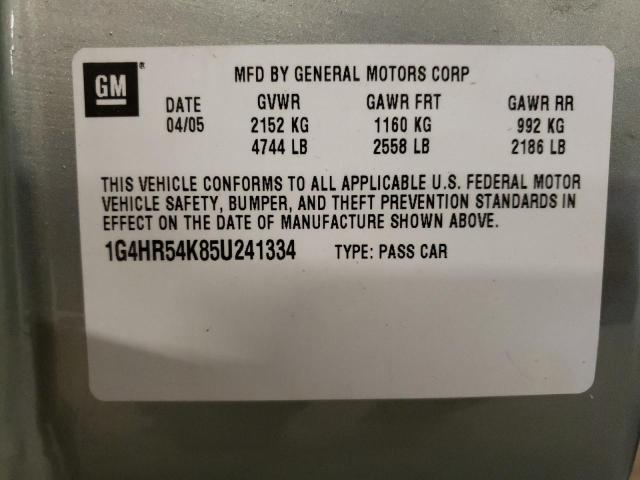 GM®
MFD BY GENERAL MOTORS CORP
DATE GVWR GAWR FRT GAWR RR
04/05 2152 KG 1160 KG 992 KG
4744 LB 2558 LB 2186 LB
THIS VEHICLE CONFORMS TO ALL APPLICABLE U.S. FEDERAL MOTOR
VEHICLE SAFETY, BUMPER, AND THEFT PREVENTION STANDARDS IN
EFFECT ON THE DATE OF MANUFACTURE SHOWN ABOVE.
1G4HR54K85U241334 TYPE: PASS CAR